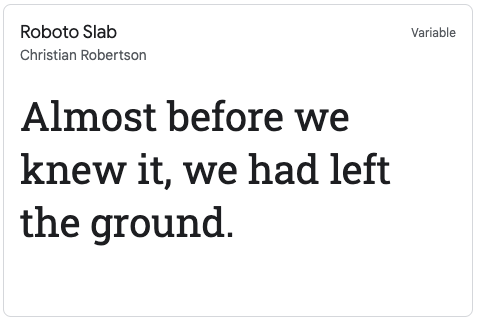 Roboto Slab
Variable
Christian Robertson
Almost before we
knew it, we had left
the ground.